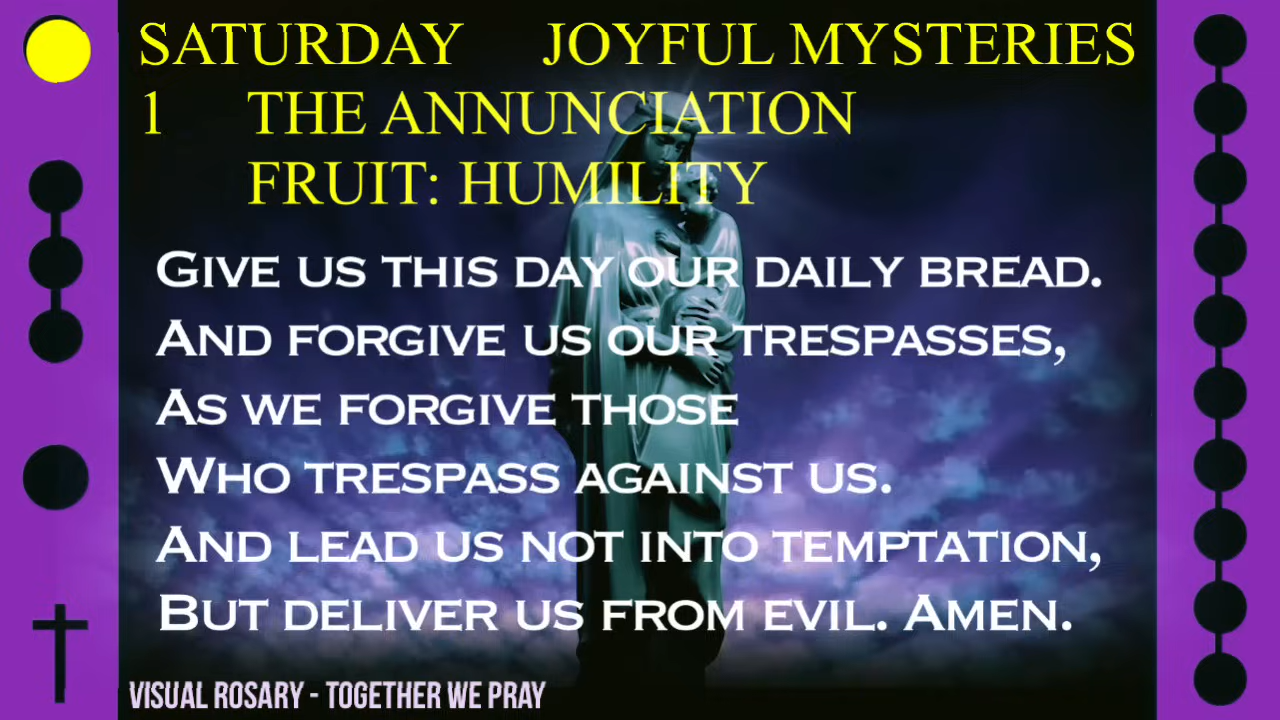 SATURDAY JOYFUL MYSTERIES
1 THE ANNUNCIATION
FRUIT: HUMILITY
GIVE US THIS DAY OUR DAILY BREAD.
AND FORGIVE US OUR TRESPASSES,
AS WE FORGIVE THOSE
WHO TRESPASS AGAINST US.
AND LEAD US NOT INTO TEMPTATION,
BUT DELIVER US FROM EVIL. AMEN.
VISUAL ROSARY - TOGETHER WE PRAY